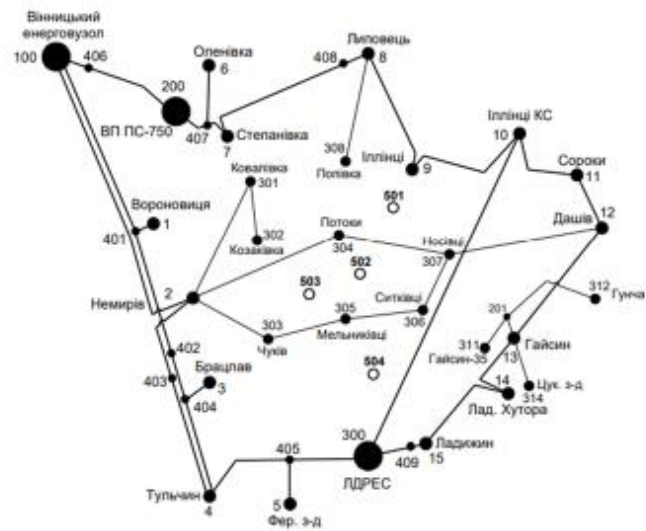 Вінницький
енерговузол
100
406
200
ВП ПС-750
Оленівка
6
407
Степанівка
7
408
Липовець
8
308
Попівка
Іллінці
9
Іллінці КС
10
Сороки
11
Дашів
12
501
Ковалівка
301
302
Козаківка
Вороновиця
1
401
Потоки
304
Носівці
307
502
503
2
Немирів
303
Чуків
305
Мельниківці
Ситківці
306
312
Гунча
201
311
Гайсин-35
Гайсин
13
Цук. з-д
314
14
Лад. Хутора
402
403
Брацлав
3
404
504
300
ЛДРЕС
409
Ладижин
15
405
Тульчин
4
5
Фер. з-д